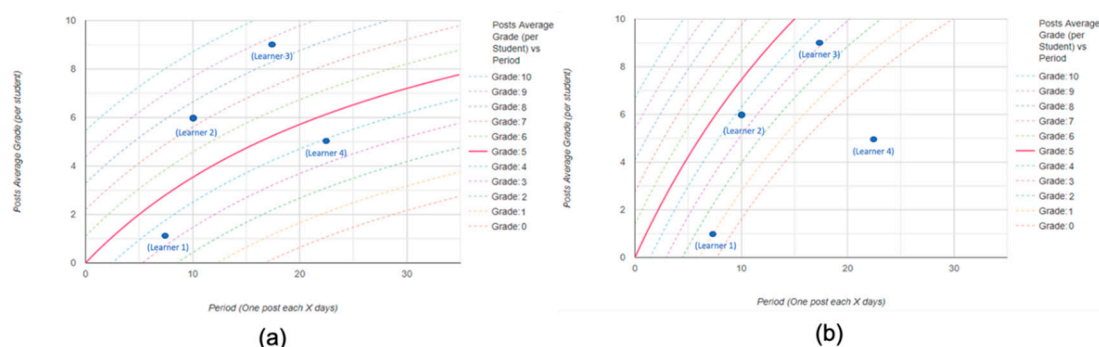 10
8
6
4
2
0
0
10
20
30
Posts Average Grade (per student)
Period (One post each X days)
(Learner 3)
(Learner 2)
(Learner 4)
(Learner 1)
Posts Average
Grade (per
Student) vs
Period
Grade: 10
Grade: 9
Grade: 8
Grade: 7
Grade: 6
Grade: 5
Grade: 4
Grade: 3
Grade: 2
Grade: 1
Grade: 0
(a)
10
8
6
4
2
0
0
10
20
30
Posts Average Grade (per student)
Period (One post each X days)
(Learner 3)
(Learner 2)
(Learner 4)
(Learner 1)
Posts Average
Grade (per
Student) vs
Period
Grade: 10
Grade: 9
Grade: 8
Grade: 7
Grade: 6
Grade: 5
Grade: 4
Grade: 3
Grade: 2
Grade: 1
Grade: 0
(b)